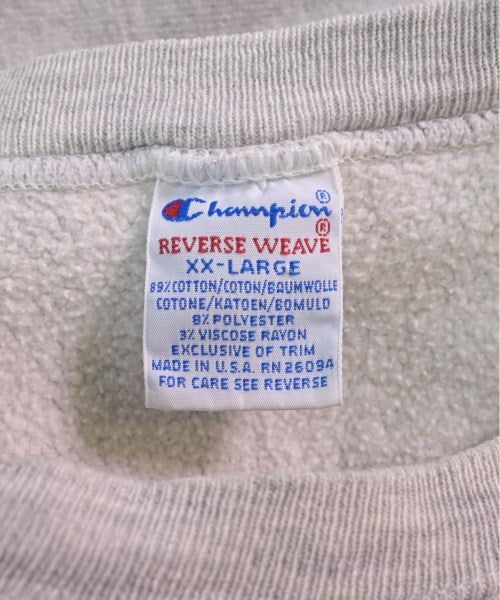 Champion®
REVERSE WEAVE®
XX-LARGE
89% COTTON/COTON/BAUMWOLLE
COTONE/KATOEN/BOMULD
8% POLYESTER
3% VISCOSE RAYON
EXCLUSIVE OF TRIM
MADE IN U.S.A. RN 26094
FOR CARE SEE REVERSE